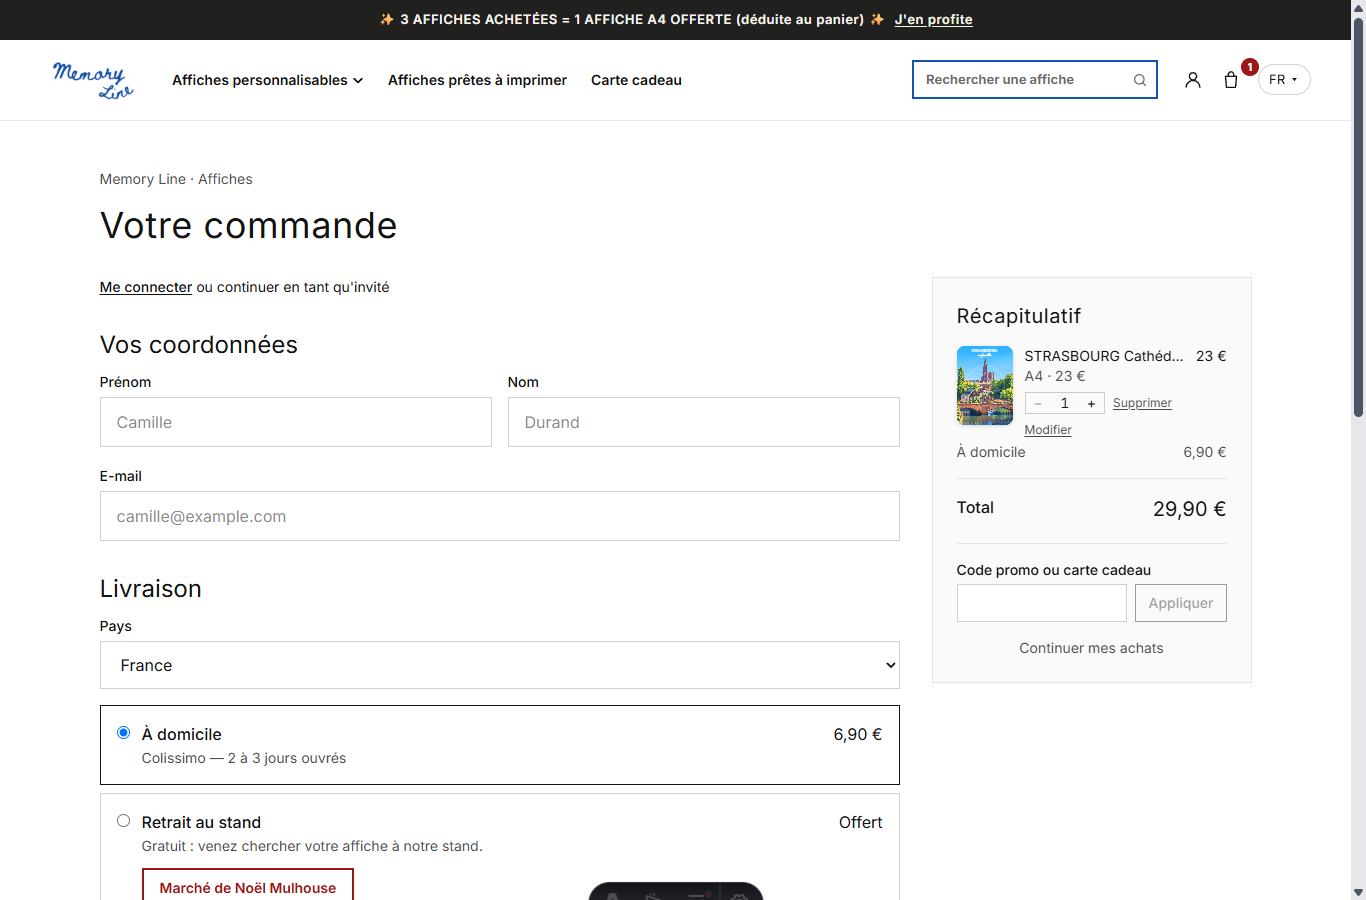 ✨ 3 AFFICHES ACHETÉES = 1 AFFICHE A4 OFFERTE (déduite au panier) ✨ J'en profite
Memory Line
Affiches personnalisables
Affiches prêtes à imprimer
Carte cadeau
Rechercher une affiche
1
FR
Memory Line · Affiches
Votre commande
Me connecter ou continuer en tant qu'invité
Vos coordonnées
Prénom
Nom
Camille
Durand
E-mail
camille@example.com
Livraison
Pays
France
À domicile
6,90 €
Colissimo — 2 à 3 jours ouvrés
Retrait au stand
Offert
Gratuit : venez chercher votre affiche à notre stand.
Marché de Noël Mulhouse
Récapitulatif
STRASBOURG Cathéd... 23 €
A4 · 23 €
− 1 + Supprimer
Modifier
À domicile 6,90 €
Total 29,90 €
Code promo ou carte cadeau
Appliquer
Continuer mes achats